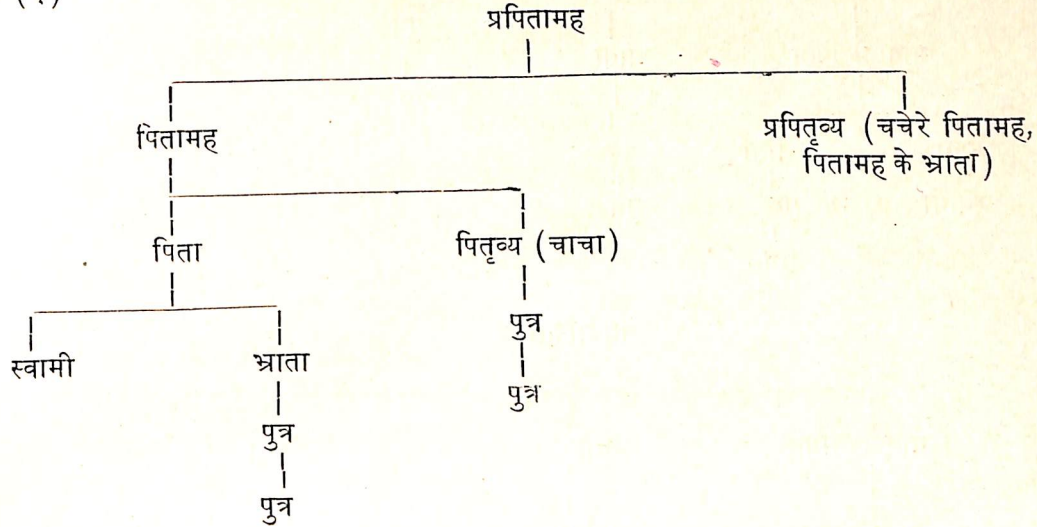 प्रपितामह
पितामह
प्रपितृव्य (चचेरे पितामह,
पितामह के भ्राता)
पिता
पितृव्य (चाचा)
पुत्र
स्वामी
भ्राता
पुत्र
पुत्र
पुत्र